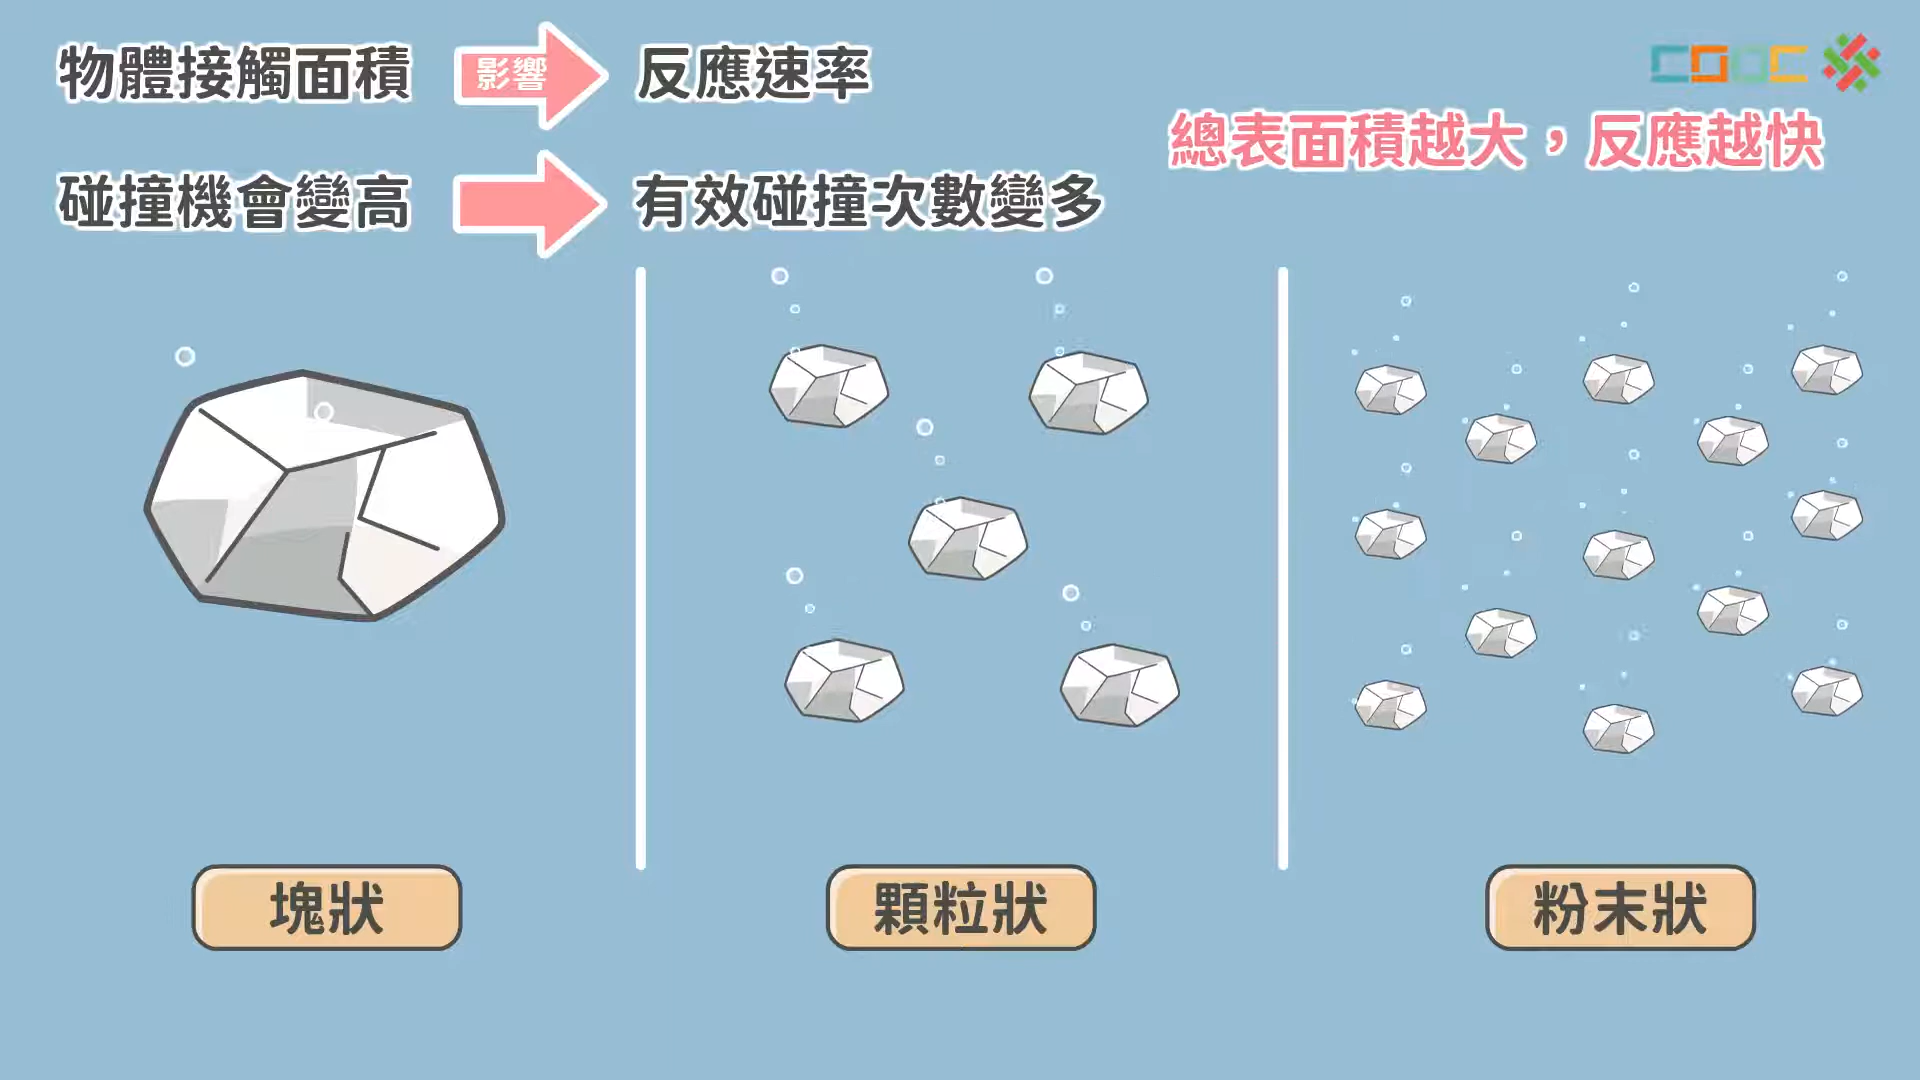 物體接觸面積 影響 反應速率
總表面積越大，反應越快
碰撞機會變高 有效碰撞次數變多
塊狀 顆粒狀 粉末狀